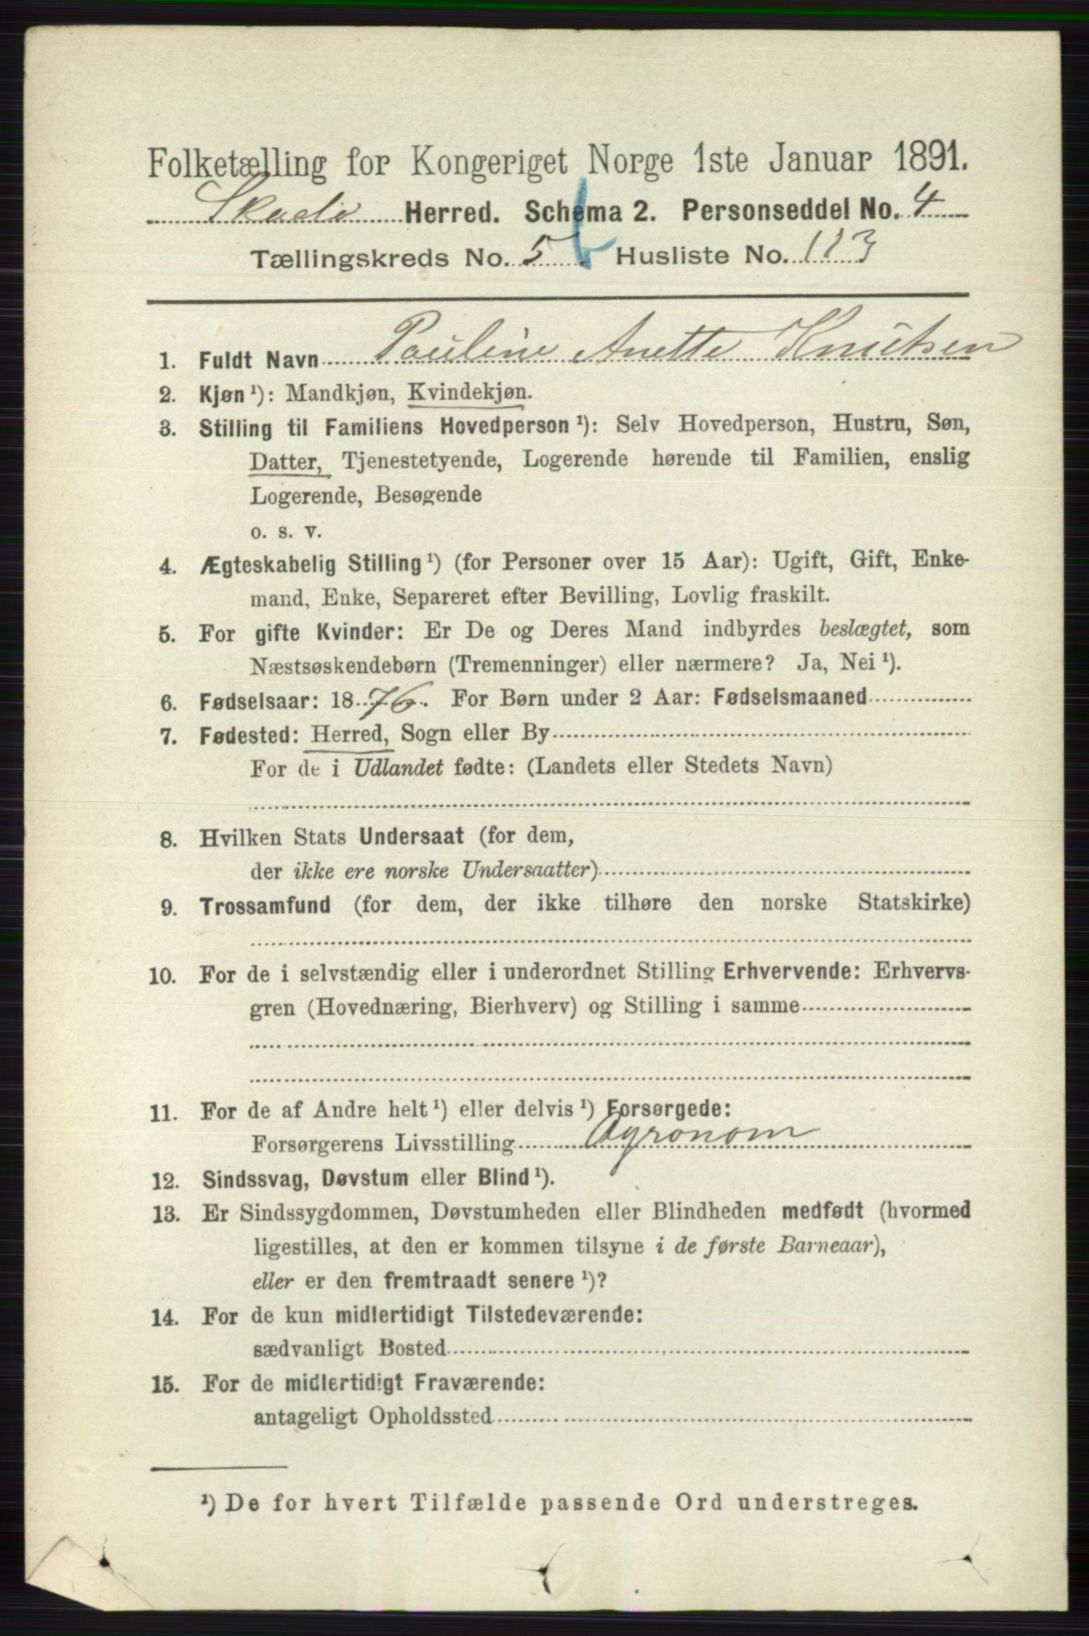 Folketælling for Kongeriget Norge 1ste Januar 1891.
Skaalø Herred. Schema 2. Personseddel No. 4
Tællingskreds No. 5 b Husliste No. 113
1. Fuldt Navn Pauline Anette Knutsen
2. Kjøn ¹): Mandkjøn, Kvindekjøn.
3. Stilling til Familiens Hovedperson ¹): Selv Hovedperson, Hustru, Søn,
Datter, Tjenestetyende, Logerende hørende til Familien, enslig
Logerende, Besøgende
o. s. v.
4. Ægteskabelig Stilling ¹) (for Personer over 15 Aar): Ugift, Gift, Enke-
mand, Enke, Separeret efter Bevilling, Lovlig fraskilt.
5. For gifte Kvinder: Er De og Deres Mand indbyrdes beslægtet, som
Næstsøskendebørn (Tremenninger) eller nærmere? Ja, Nei ¹).
6. Fødselsaar: 1876. For Børn under 2 Aar: Fødselsmaaned
7. Fødested: Herred, Sogn eller By
For de i Udlandet fødte: (Landets eller Stedets Navn)
8. Hvilken Stats Undersaat (for dem,
der ikke ere norske Undersaatter)
9. Trossamfund (for dem, der ikke tilhøre den norske Statskirke)
10. For de i selvstændig eller i underordnet Stilling Erhvervende: Erhvervs-
gren (Hovednæring, Bierhverv) og Stilling i samme
11. For de af Andre helt ¹) eller delvis ¹) Forsørgede:
Forsørgerens Livsstilling Agronom
12. Sindssvag, Døvstum eller Blind ¹).
13. Er Sindssygdommen, Døvstumheden eller Blindheden medfødt (hvormed
ligestilles, at den er kommen tilsyne i de første Barneaar),
eller er den fremtraadt senere ¹)?
14. For de kun midlertidigt Tilstedeværende:
sædvanligt Bosted
15. For de midlertidigt Fraværende:
antageligt Opholdssted
¹) De for hvert Tilfælde passende Ord understreges.